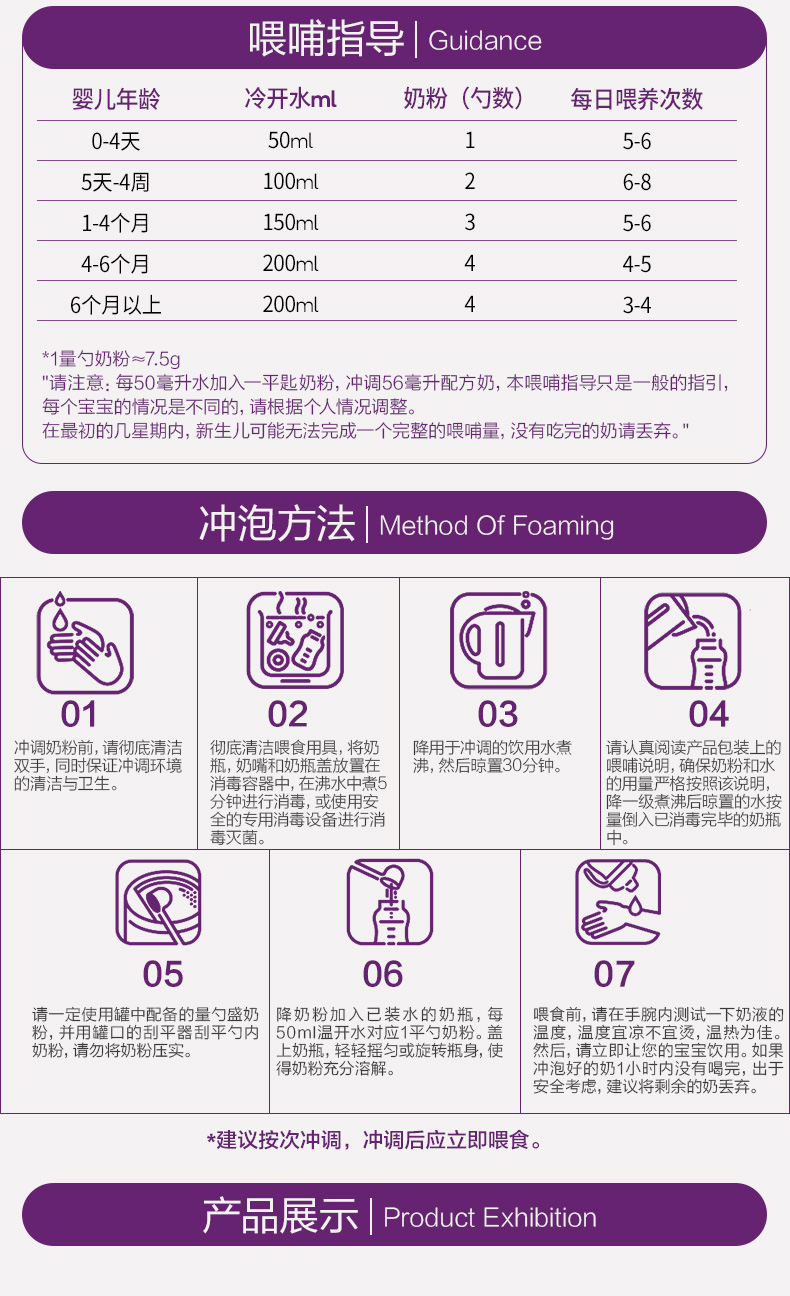 喂哺指导 | Guidance
婴儿年龄 冷开水ml 奶粉（勺数） 每日喂养次数
0-4天 50ml 1 5-6
5天-4周 100ml 2 6-8
1-4个月 150ml 3 5-6
4-6个月 200ml 4 4-5
6个月以上 200ml 4 3-4
*1量勺奶粉≈7.5g
"请注意: 每50毫升水加入一平匙奶粉, 冲调56毫升配方奶, 本喂哺指导只是一般的指引,
每个宝宝的情况是不同的, 请根据个人情况调整。
在最初的几星期内, 新生儿可能无法完成一个完整的喂哺量, 没有吃完的奶请丢弃。"
冲泡方法 | Method Of Foaming
01
冲调奶粉前, 请彻底清洁
双手, 同时保证冲调环境
的清洁与卫生。
02
彻底清洁喂食用具, 将奶
瓶, 奶嘴和奶瓶盖放置在
消毒容器中, 在沸水中煮5
分钟进行消毒, 或使用安
全的专用消毒设备进行消
毒灭菌。
03
降用于冲调的饮用水煮
沸, 然后晾置30分钟。
04
请认真阅读产品包装上的
喂哺说明, 确保奶粉和水
的用量严格按照该说明,
降一级煮沸后晾置的水按
量倒入已消毒完毕的奶瓶
中。
05
请一定使用罐中配备的量勺盛奶
粉, 并用罐口的刮平器刮平勺内
奶粉, 请勿将奶粉压实。
06
降奶粉加入已装水的奶瓶, 每
50ml温开水对应1平勺奶粉。盖
上奶瓶, 轻轻摇匀或旋转瓶身, 使
得奶粉充分溶解。
07
喂食前, 请在手腕内测试一下奶液的
温度, 温度宜凉不宜烫, 温热为佳。
然后, 请立即让您的宝宝饮用。如果
冲泡好的奶1小时内没有喝完, 出于
安全考虑, 建议将剩余的奶丢弃。
*建议按次冲调，冲调后应立即喂食。
产品展示 | Product Exhibition